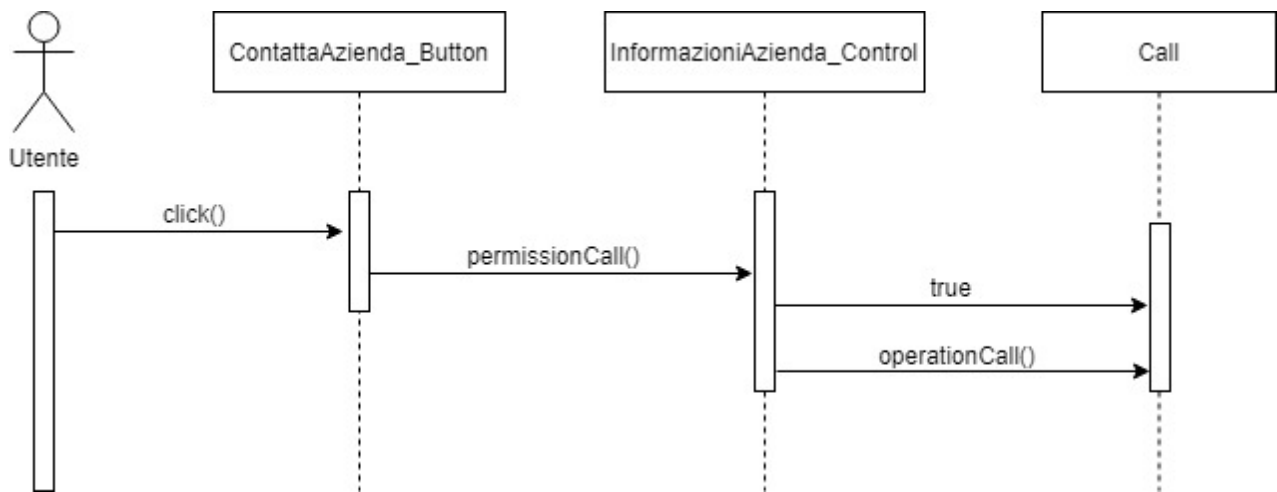 ContattaAzienda_Button
InformazioniAzienda_Control
Call
Utente
click()
permissionCall()
true
operationCall()